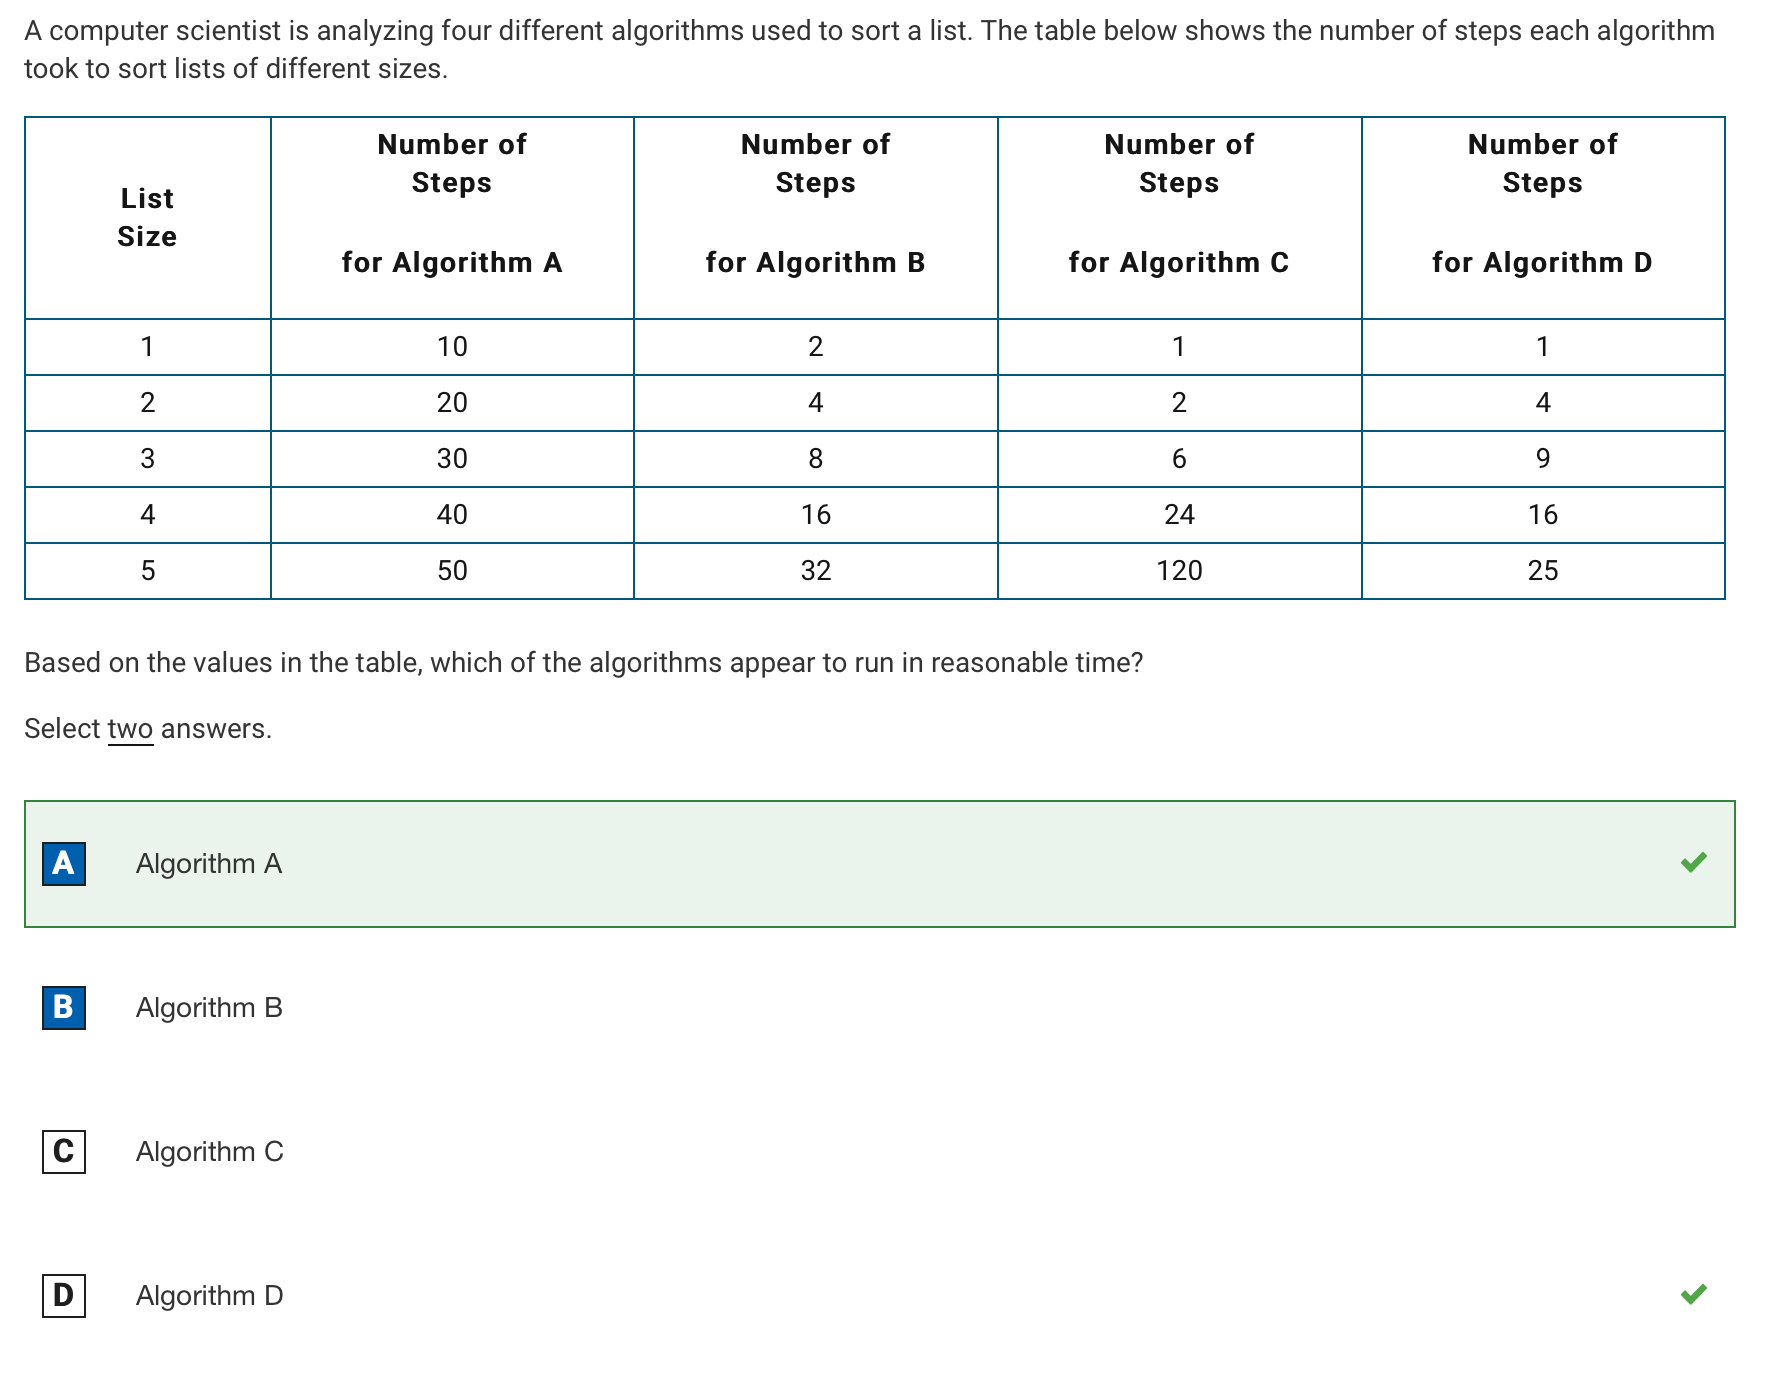 A computer scientist is analyzing four different algorithms used to sort a list. The table below shows the number of steps each algorithm
took to sort lists of different sizes.
List
Size
Number of
Steps
for Algorithm A
Number of
Steps
for Algorithm B
Number of
Steps
for Algorithm C
Number of
Steps
for Algorithm D
1 10 2 1 1
2 20 4 2 4
3 30 8 6 9
4 40 16 24 16
5 50 32 120 25
Based on the values in the table, which of the algorithms appear to run in reasonable time?
Select two answers.
A Algorithm A
B Algorithm B
C Algorithm C
D Algorithm D